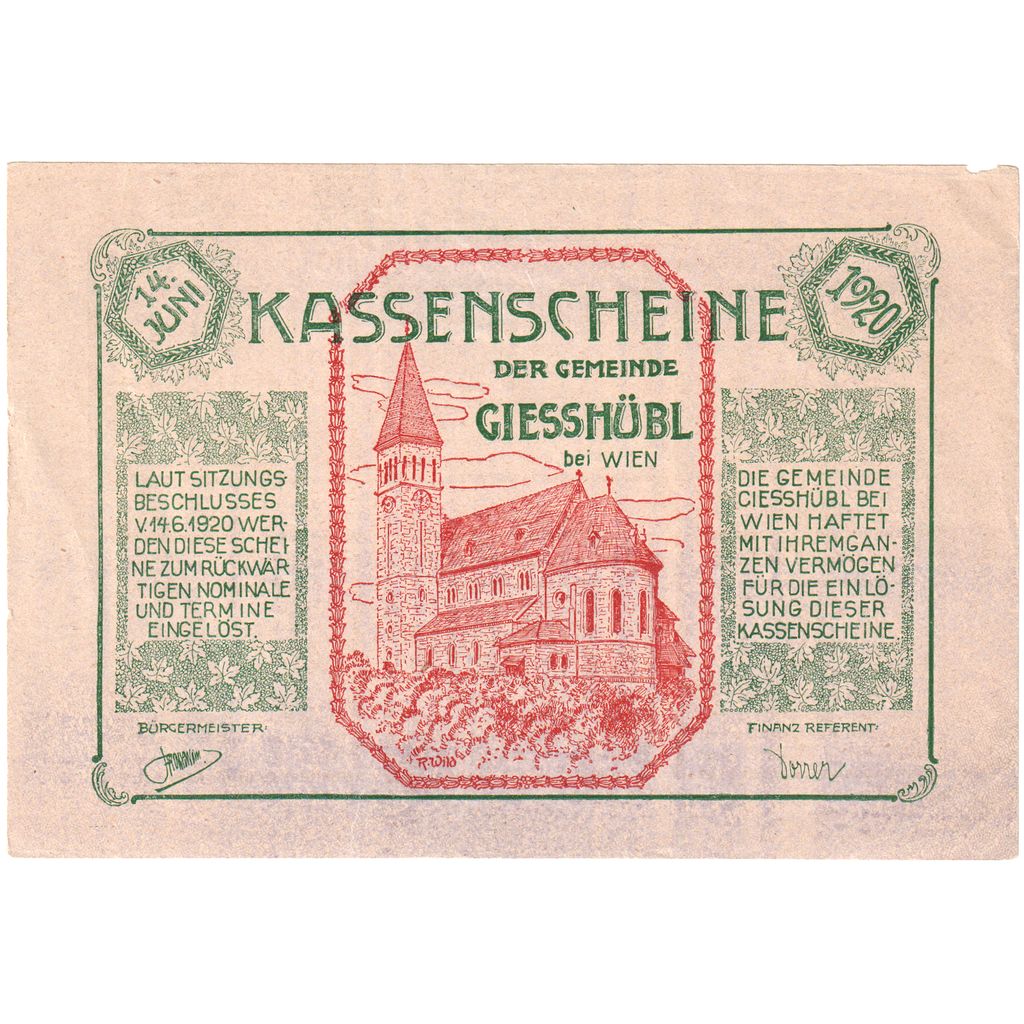 14.
JUNI
1920
KASSENSCHEINE
DER GEMEINDE
GIESSHÜBL
bei WIEN
LAUT SITZUNGS-
BESCHLUSSES
V. 14.6.1920 WER-
DEN DIESE SCHEI-
NE ZUM RÜCKWÄR-
TIGEN NOMINALE
UND TERMINE
EINGELÖST.
DIE GEMEINDE
GIESSHÜBL BEI
WIEN HAFTET
MIT IHREM GAN-
ZEN VERMÖGEN
FÜR DIE EINLÖ-
SUNG DIESER
KASSENSCHEINE.
BÜRGERMEISTER:
FINANZ REFERENT:
Dorrer
R. Wild